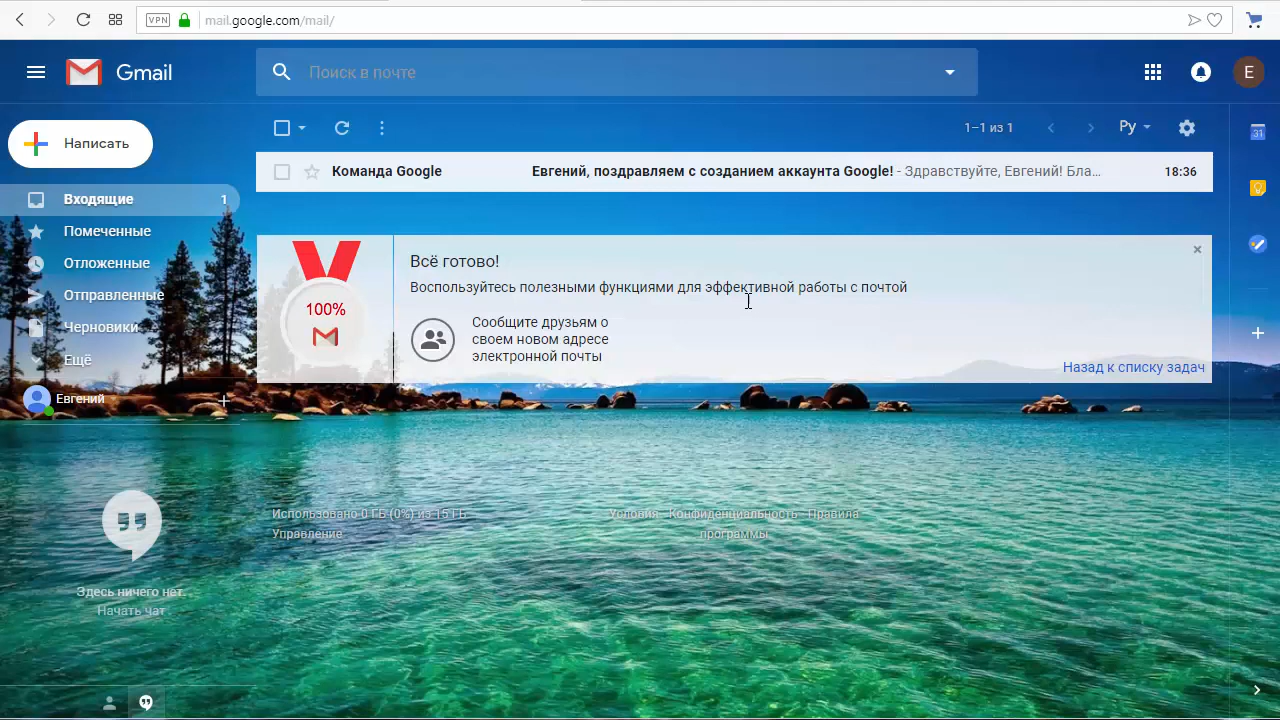 VPN mail.google.com/mail/
Gmail
Поиск в почте
E
Написать
1–1 из 1
Ру
Команда Google Евгений, поздравляем с созданием аккаунта Google! - Здравствуйте, Евгений! Бла… 18:36
Входящие 1
Помеченные
Отложенные
Отправленные
Черновики
Ещё
Евгений
31
100%
Всё готово!
Воспользуйтесь полезными функциями для эффективной работы с почтой
Сообщите друзьям о
своем новом адресе
электронной почты
Назад к списку задач
Использовано 0 ГБ (0%) из 15 ГБ
Управление
Условия · Конфиденциальность · Правила
программы
Здесь ничего нет.
Начать чат